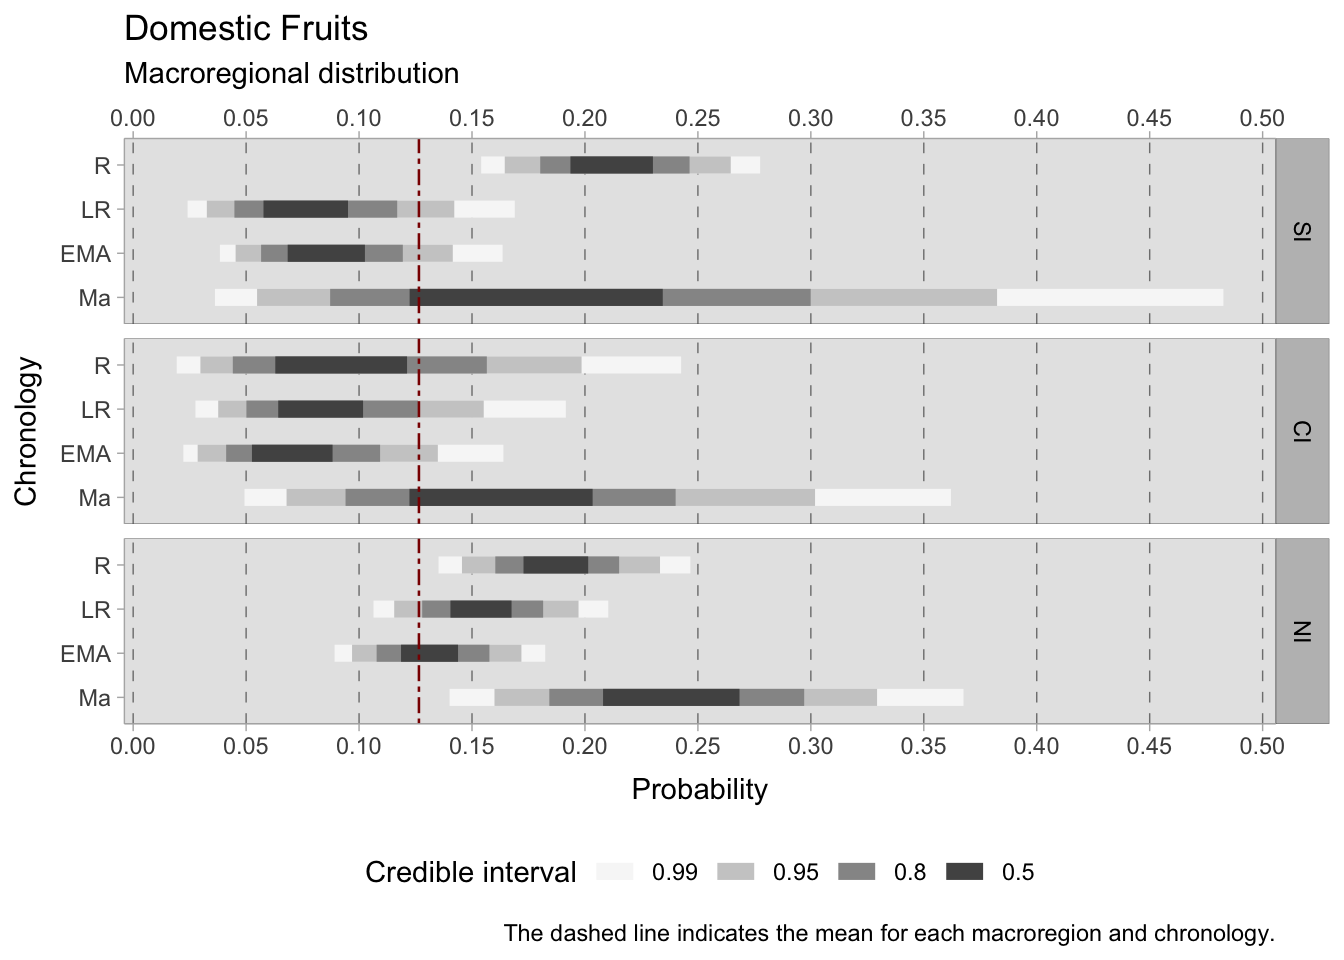 Domestic Fruits
Macroregional distribution
0.00 0.05 0.10 0.15 0.20 0.25 0.30 0.35 0.40 0.45 0.50
R
LR
EMA
Ma
SI
R
LR
EMA
Ma
CI
R
LR
EMA
Ma
NI
Chronology
0.00 0.05 0.10 0.15 0.20 0.25 0.30 0.35 0.40 0.45 0.50
Probability
Credible interval 0.99 0.95 0.8 0.5
The dashed line indicates the mean for each macroregion and chronology.